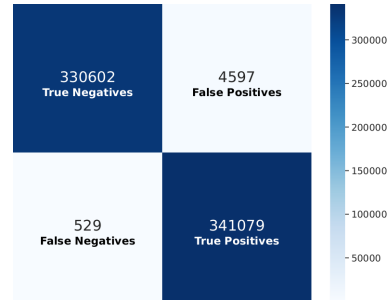 330602
True Negatives
4597
False Positives
529
False Negatives
341079
True Positives
300000
250000
200000
150000
100000
50000